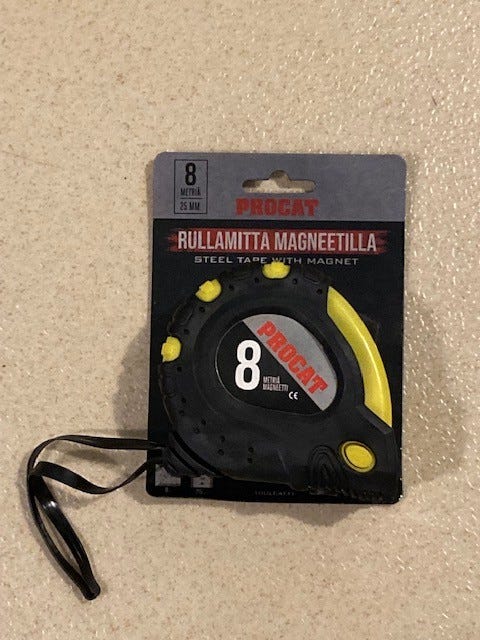 8
METRIÄ
25 MM
PROCAT
RULLAMITTA MAGNEETILLA
STEEL TAPE WITH MAGNET
PROCAT
8
METRIÄ
MAGNEETTI
CE